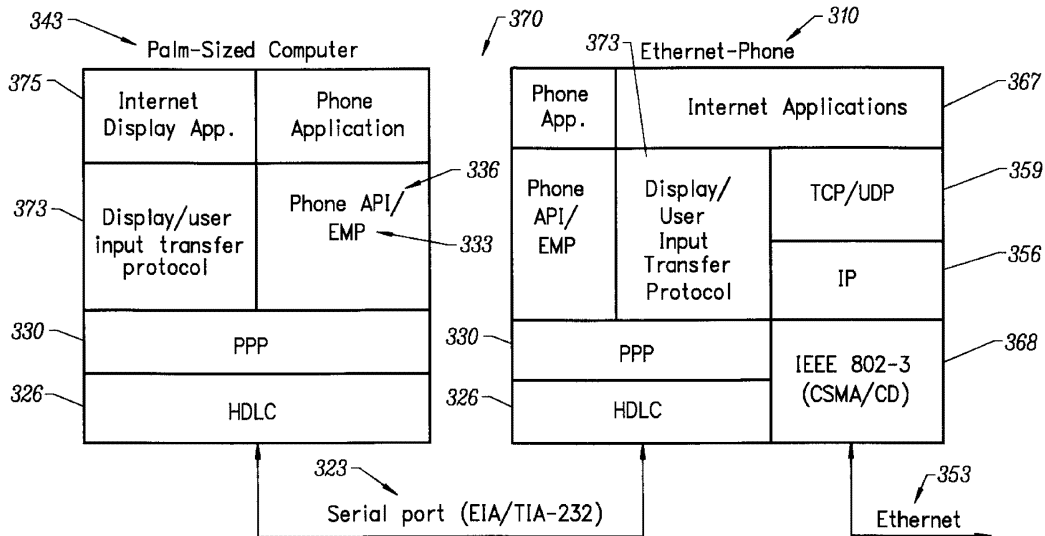 343
370
310
Palm-Sized Computer
373
Ethernet-Phone
375
Internet
Display App.
Phone
Application
Phone
App.
Internet Applications
367
373
Display/user
input transfer
protocol
336
Phone API/
EMP
333
Phone
API/
EMP
Display/
User
Input
Transfer
Protocol
TCP/UDP
359
IP
356
330
PPP
330
PPP
IEEE 802-3
(CSMA/CD)
368
326
HDLC
326
HDLC
323
Serial port (EIA/TIA-232)
353
Ethernet